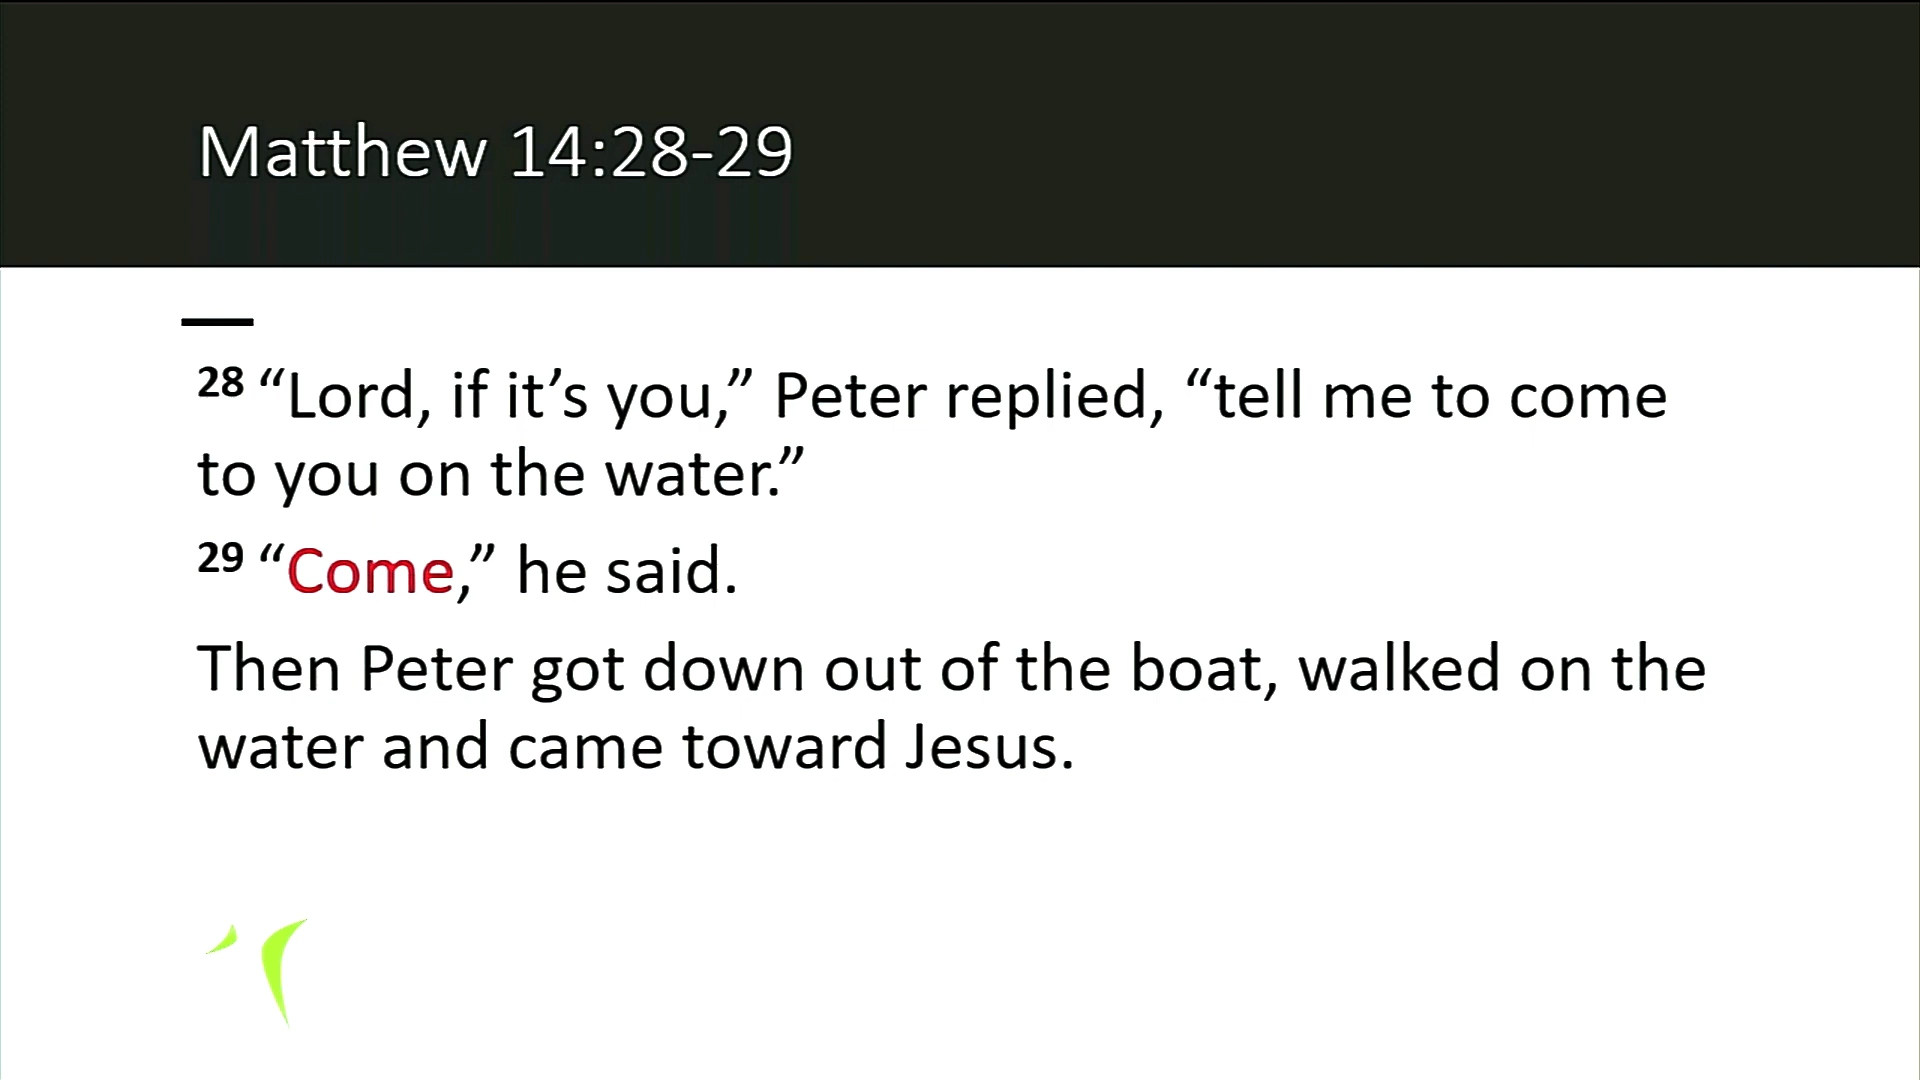 Matthew 14:28-29
28 “Lord, if it’s you,” Peter replied, “tell me to come
to you on the water.”
29 “Come,” he said.
Then Peter got down out of the boat, walked on the
water and came toward Jesus.